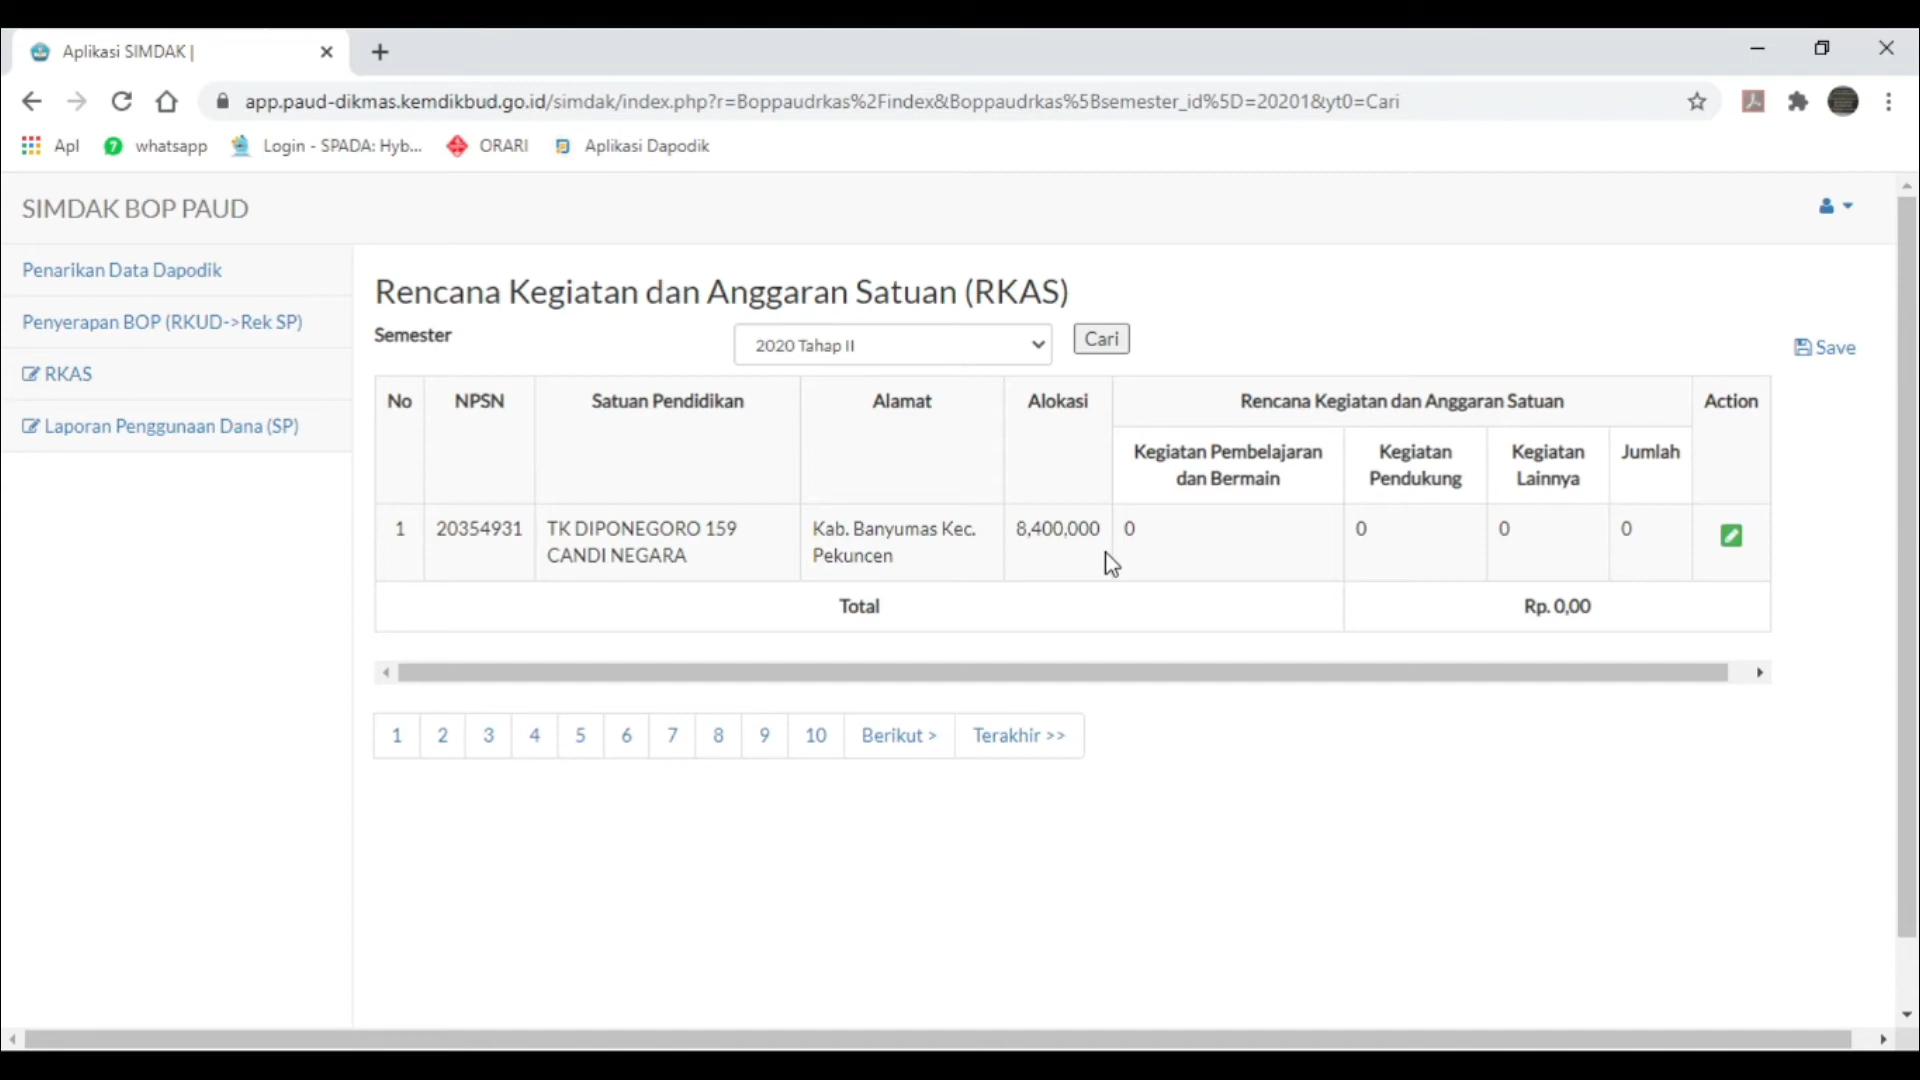 Aplikasi SIMDAK |
app.paud-dikmas.kemdikbud.go.id/simdak/index.php?r=Boppaudrkas%2Findex&Boppaudrkas%5Bsemester_id%5D=20201&yt0=Cari
Apl whatsapp Login - SPADA: Hyb... ORARI Aplikasi Dapodik
SIMDAK BOP PAUD
Penarikan Data Dapodik
Penyerapan BOP (RKUD->Rek SP)
RKAS
Laporan Penggunaan Dana (SP)
Rencana Kegiatan dan Anggaran Satuan (RKAS)
Semester 2020 Tahap II Cari
Save
No NPSN Satuan Pendidikan Alamat Alokasi Rencana Kegiatan dan Anggaran Satuan Action
Kegiatan Pembelajaran Kegiatan Kegiatan Jumlah
dan Bermain Pendukung Lainnya
1 20354931 TK DIPONEGORO 159 Kab. Banyumas Kec. 8,400,000 0 0 0 0
CANDI NEGARA Pekuncen
Total Rp. 0,00
1 2 3 4 5 6 7 8 9 10 Berikut > Terakhir >>